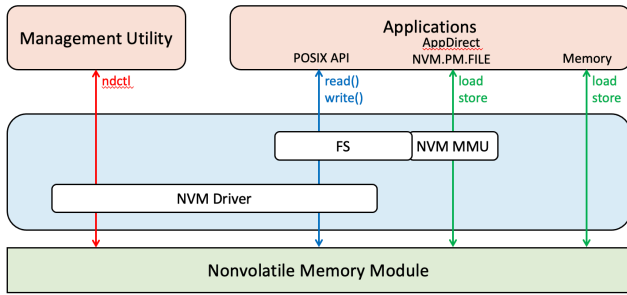 Management Utility
Applications
POSIX API
AppDirect
NVM.PM.FILE
Memory
ndctl
read()
write()
load
store
load
store
FS
NVM MMU
NVM Driver
Nonvolatile Memory Module